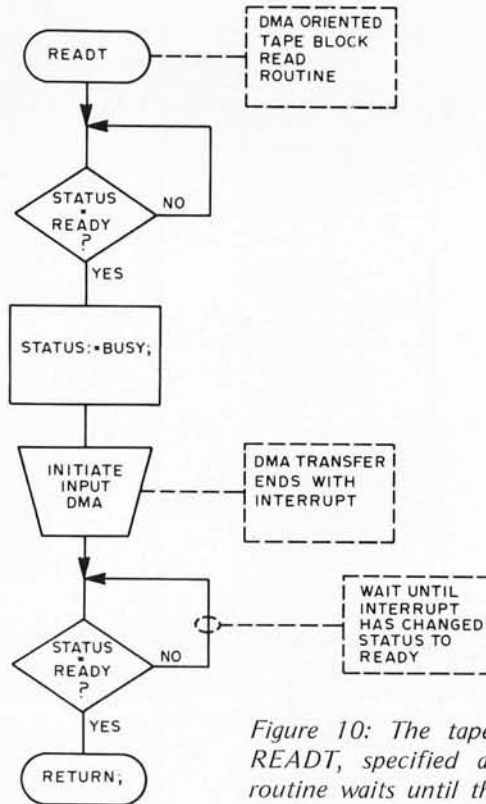 READT
DMA ORIENTED
TAPE BLOCK
READ
ROUTINE
STATUS
=
READY
?
NO
YES
STATUS:=BUSY;
INITIATE
INPUT
DMA
DMA TRANSFER
ENDS WITH
INTERRUPT
STATUS
=
READY
?
NO
WAIT UNTIL
INTERRUPT
HAS CHANGED
STATUS TO
READY
YES
RETURN;
Figure 10: The tape
READT, specified a
routine waits until th